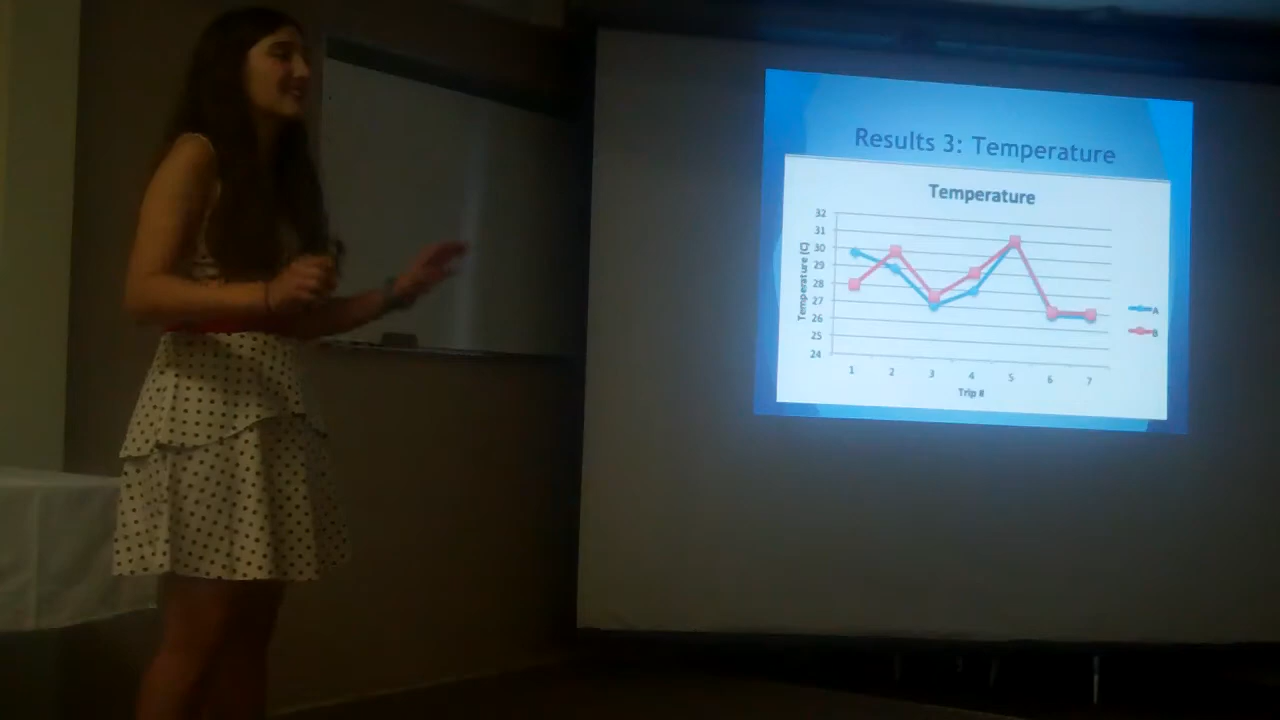 Results 3: Temperature
Temperature
32
31
30
29
28
27
26
25
24
Temperature (C)
1 2 3 4 5 6 7
Trip #
A
B